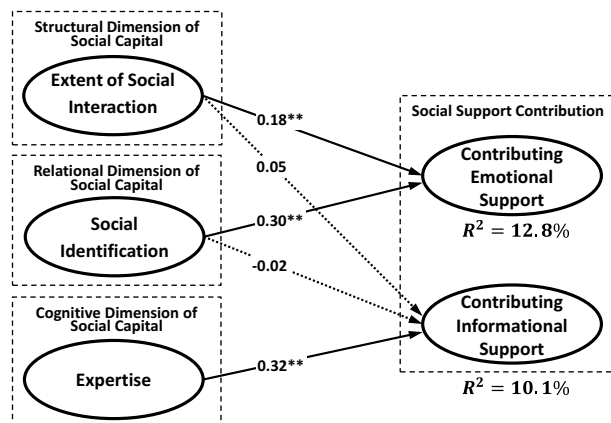 Structural Dimension of
Social Capital
Extent of Social
Interaction
Relational Dimension of
Social Capital
Social
Identification
Cognitive Dimension of
Social Capital
Expertise
0.18**
0.05
0.30**
-0.02
0.32**
Social Support Contribution
Contributing
Emotional
Support
R² = 12.8%
Contributing
Informational
Support
R² = 10.1%